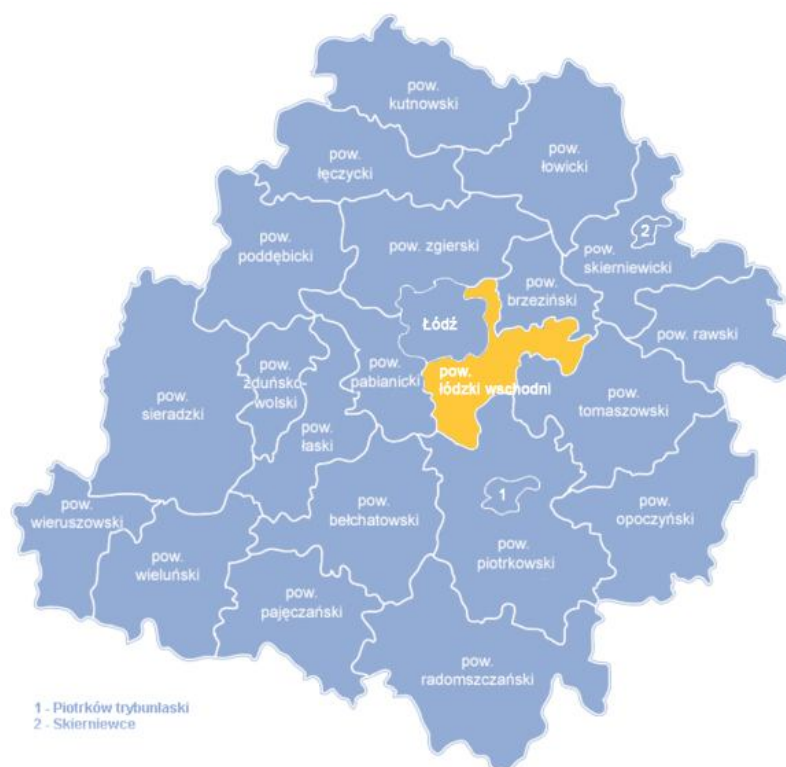 pow.
kutnowski
pow.
łęczycki
pow.
łowicki
pow.
poddębicki
pow. zgierski
2
pow.
skierniewicki
pow.
brzeziński
Łódź
pow. rawski
pow.
sieradzki
pow.
żduńsko-
wolski
pow.
pabianicki
pow.
łódzki wschodni
pow.
tomaszowski
pow.
łaski
pow.
wieruszowski
pow.
wieluński
pow.
bełchatowski
1
pow.
piotrkowski
pow.
opoczyński
pow.
pajęczański
pow.
radomszczański
1 - Piotrków trybunlaski
2 - Skierniewce